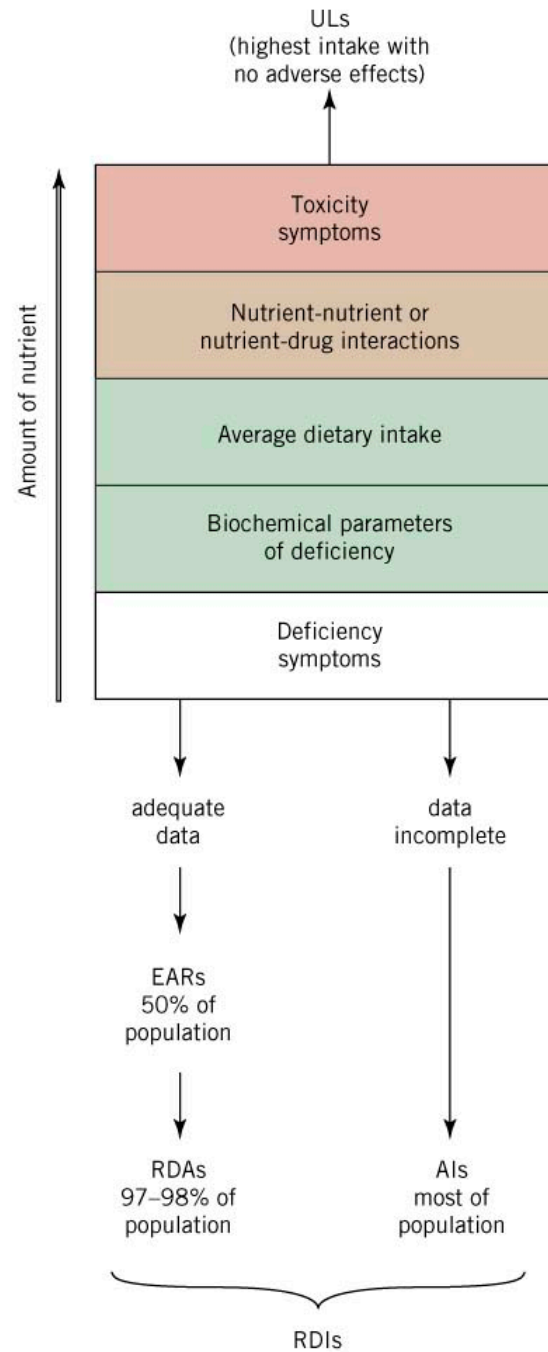 ULs
(highest intake with
no adverse effects)
Amount of nutrient
Toxicity
symptoms
Nutrient-nutrient or
nutrient-drug interactions
Average dietary intake
Biochemical parameters
of deficiency
Deficiency
symptoms
adequate
data
data
incomplete
EARs
50% of
population
RDAs
97–98% of
population
AIs
most of
population
RDIs